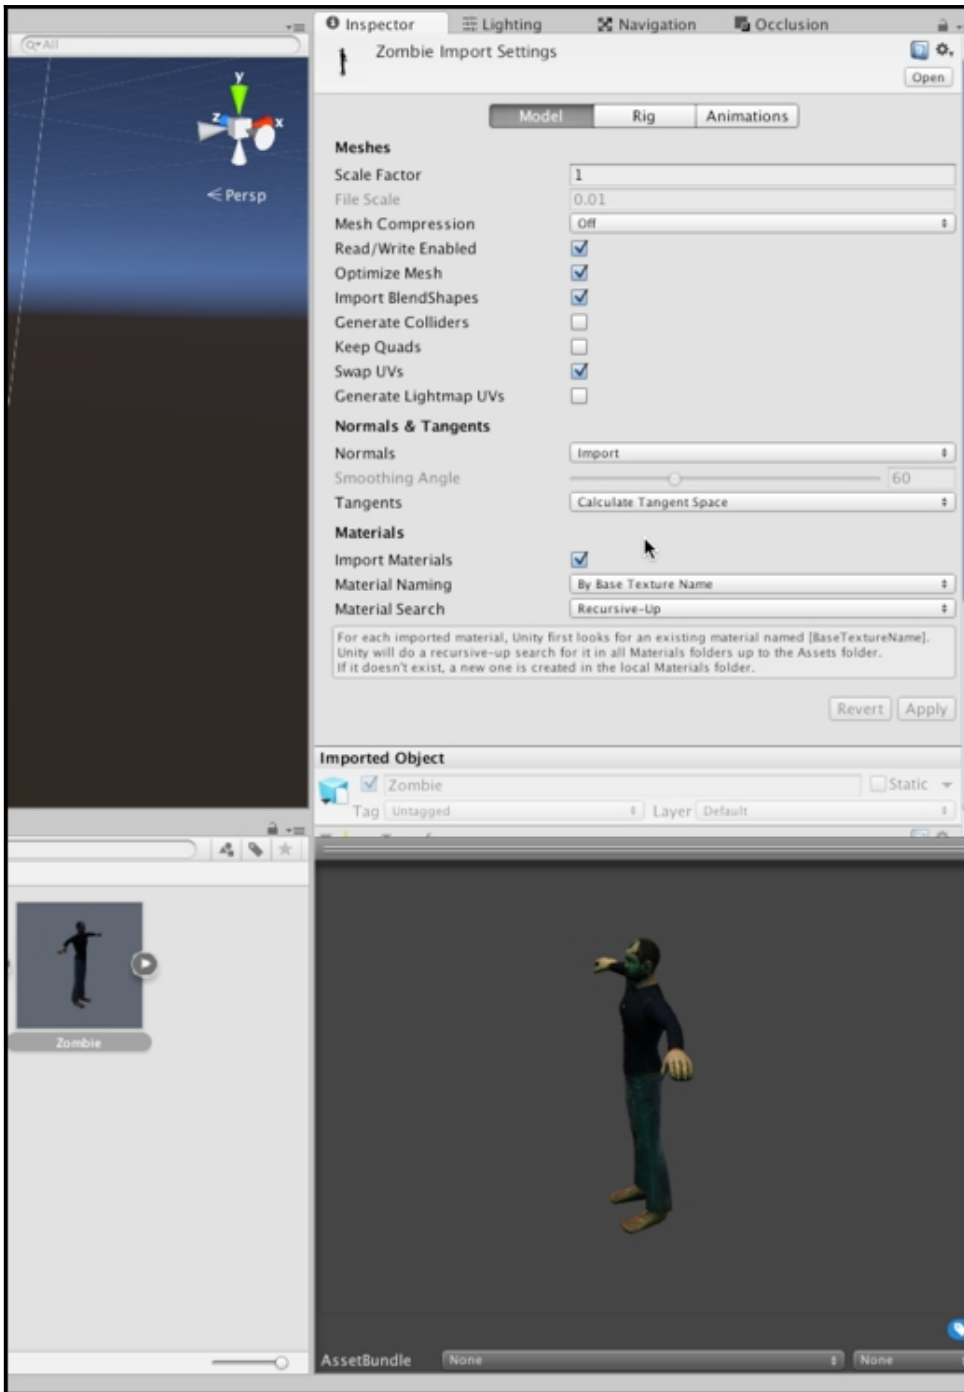 Inspector Lighting Navigation Occlusion
All
Zombie Import Settings
Open
y
z x
Persp
Model Rig Animations
Meshes
Scale Factor 1
File Scale 0.01
Mesh Compression Off
Read/Write Enabled
Optimize Mesh
Import BlendShapes
Generate Colliders
Keep Quads
Swap UVs
Generate Lightmap UVs
Normals & Tangents
Normals Import
Smoothing Angle 60
Tangents Calculate Tangent Space
Materials
Import Materials
Material Naming By Base Texture Name
Material Search Recursive-Up
For each imported material, Unity first looks for an existing material named [BaseTextureName].
Unity will do a recursive-up search for it in all Materials folders up to the Assets folder.
If it doesn't exist, a new one is created in the local Materials folder.
Revert Apply
Imported Object
Zombie Static
Tag Untagged Layer Default
Zombie
AssetBundle None None